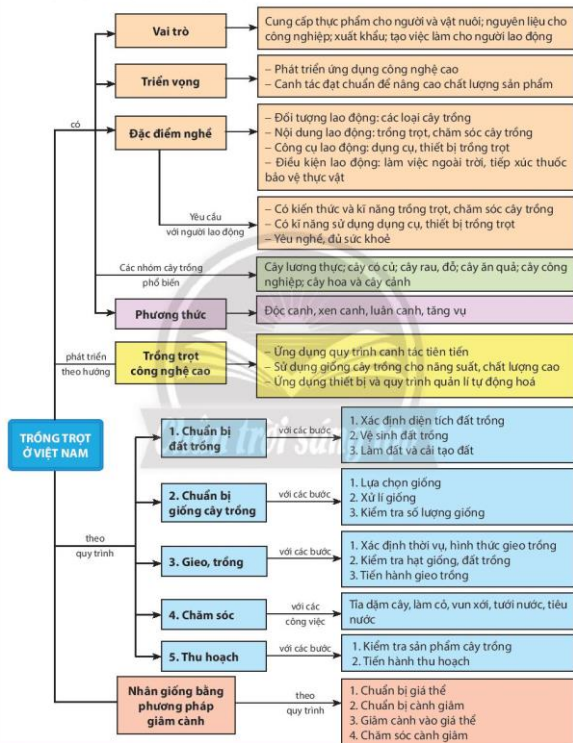 Vai trò
Cung cấp thực phẩm cho người và vật nuôi; nguyên liệu cho
công nghiệp; xuất khẩu; tạo việc làm cho người lao động
Triển vọng
– Phát triển ứng dụng công nghệ cao
– Canh tác đạt chuẩn để nâng cao chất lượng sản phẩm
có
Đặc điểm nghề
– Đối tượng lao động: các loại cây trồng
– Nội dung lao động: trồng trọt, chăm sóc cây trồng
– Công cụ lao động: dụng cụ, thiết bị trồng trọt
– Điều kiện lao động: làm việc ngoài trời, tiếp xúc thuốc
bảo vệ thực vật
Yêu cầu
với người lao động
– Có kiến thức và kĩ năng trồng trọt, chăm sóc cây trồng
– Có kĩ năng sử dụng dụng cụ, thiết bị trồng trọt
– Yêu nghề, đủ sức khoẻ
Các nhóm cây trồng
phổ biến
Cây lương thực; cây có củ; cây rau, đỗ; cây ăn quả; cây công
nghiệp; cây hoa và cây cảnh
Phương thức
Độc canh, xen canh, luân canh, tăng vụ
phát triển
theo hướng
Trồng trọt
công nghệ cao
– Ứng dụng quy trình canh tác tiên tiến
– Sử dụng giống cây trồng cho năng suất, chất lượng cao
– Ứng dụng thiết bị và quy trình quản lí tự động hoá
Chân trời sáng tạo
TRỒNG TRỌT
Ở VIỆT NAM
theo
quy trình
1. Chuẩn bị
đất trồng
với các bước
1. Xác định diện tích đất trồng
2. Vệ sinh đất trồng
3. Làm đất và cải tạo đất
2. Chuẩn bị
giống cây trồng
với các bước
1. Lựa chọn giống
2. Xử lí giống
3. Kiểm tra số lượng giống
3. Gieo, trồng
với các bước
1. Xác định thời vụ, hình thức gieo trồng
2. Kiểm tra hạt giống, đất trồng
3. Tiến hành gieo trồng
4. Chăm sóc
với các
công việc
Tỉa dặm cây, làm cỏ, vun xới, tưới nước, tiêu
nước
5. Thu hoạch
với các bước
1. Kiểm tra sản phẩm cây trồng
2. Tiến hành thu hoạch
Nhân giống bằng
phương pháp
giâm cành
theo
quy trình
1. Chuẩn bị giá thể
2. Chuẩn bị cành giâm
3. Giâm cành vào giá thể
4. Chăm sóc cành giâm